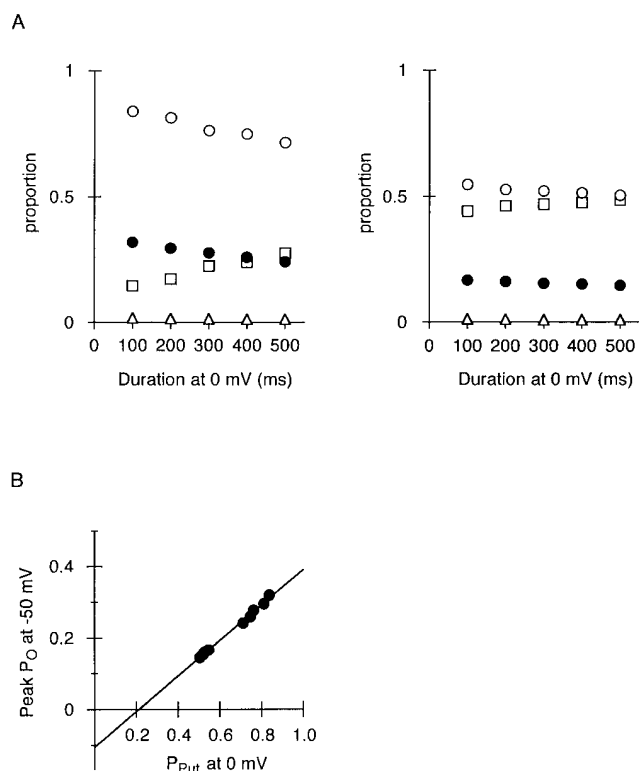 A
1
0.5
0
proportion
0 100 200 300 400 500
Duration at 0 mV (ms)
1
0.5
0
proportion
0 100 200 300 400 500
Duration at 0 mV (ms)
B
0.4
0.2
0
Peak PO at -50 mV
0.2 0.4 0.6 0.8 1.0
PPut at 0 mV